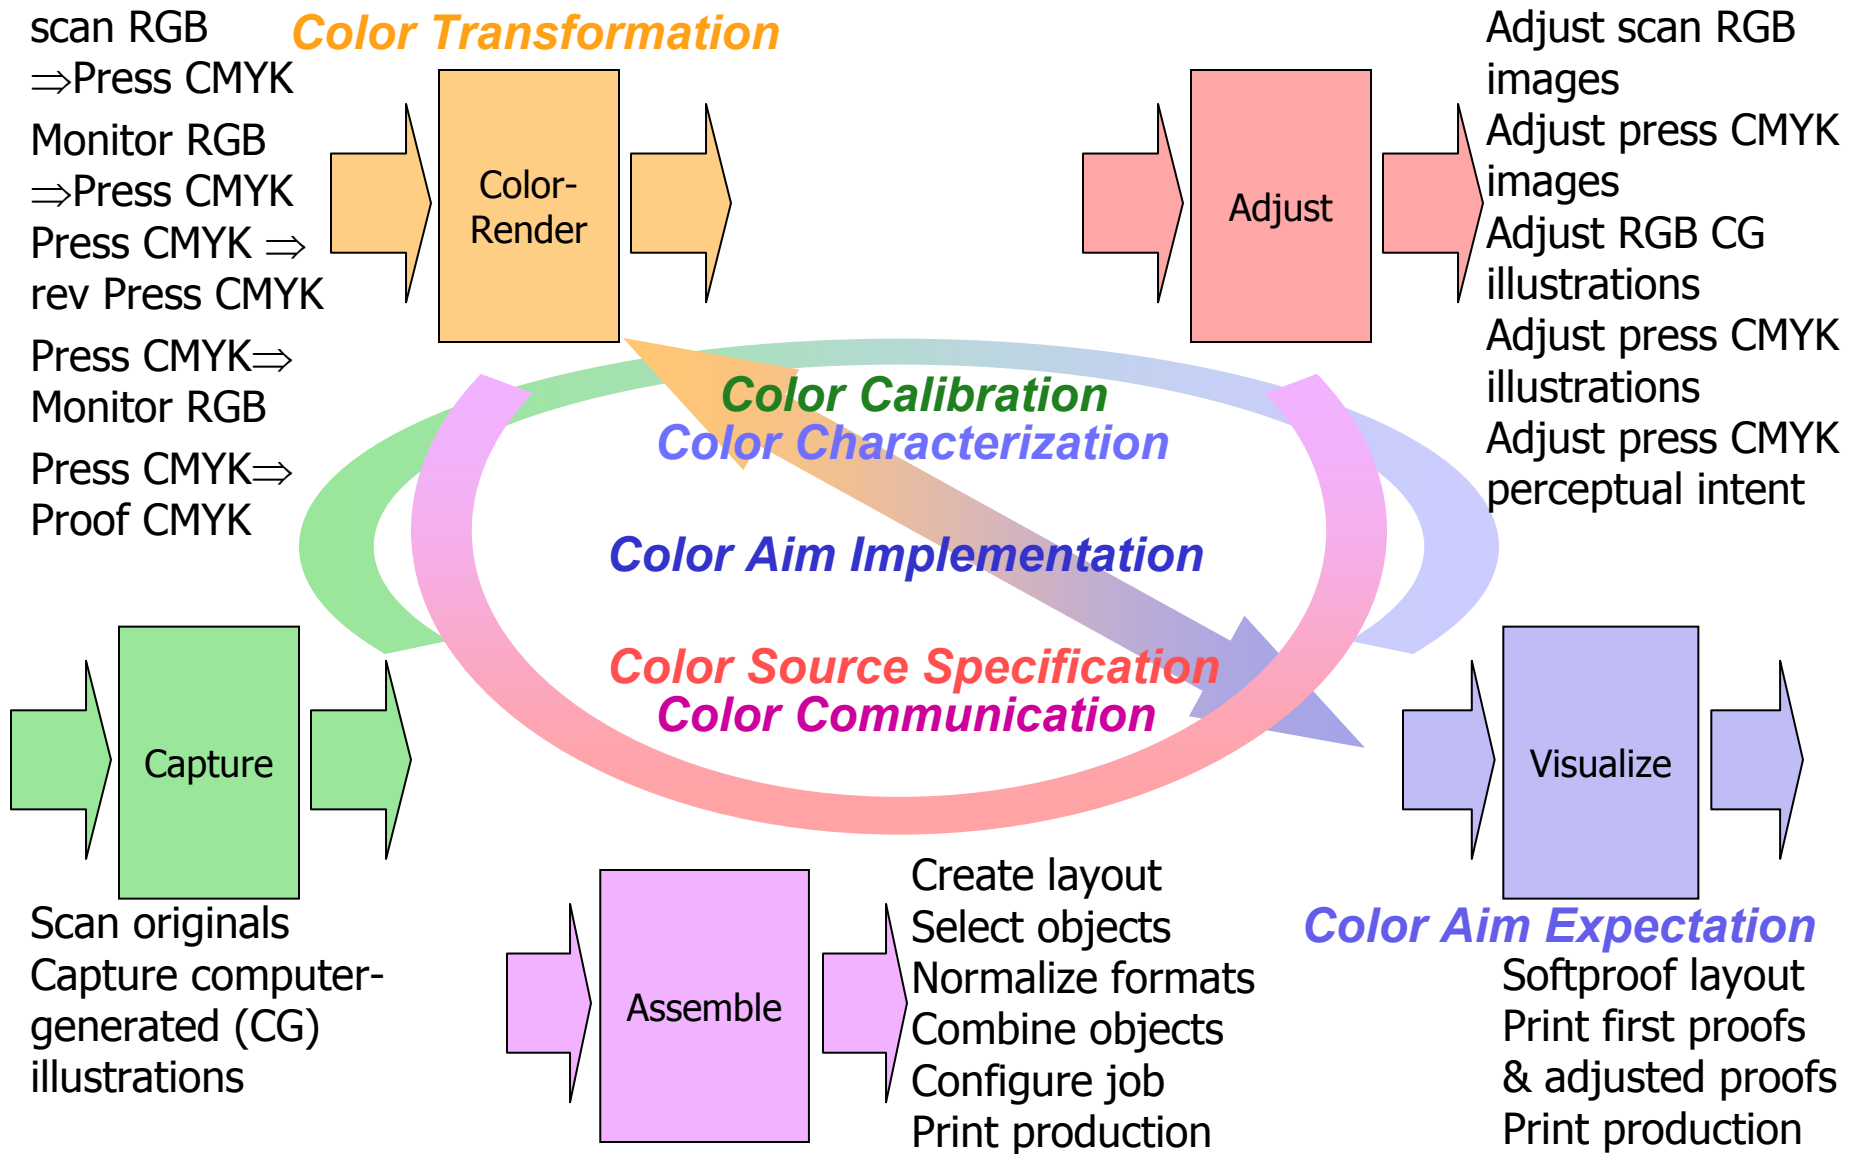 scan RGB
⇒Press CMYK
Monitor RGB
⇒Press CMYK
Press CMYK ⇒
rev Press CMYK
Press CMYK⇒
Monitor RGB
Press CMYK⇒
Proof CMYK
Color Transformation
Color-
Render
Adjust
Adjust scan RGB
images
Adjust press CMYK
images
Adjust RGB CG
illustrations
Adjust press CMYK
illustrations
Adjust press CMYK
perceptual intent
Color Calibration
Color Characterization
Color Aim Implementation
Color Source Specification
Color Communication
Capture
Scan originals
Capture computer-
generated (CG)
illustrations
Assemble
Create layout
Select objects
Normalize formats
Combine objects
Configure job
Print production
Visualize
Color Aim Expectation
Softproof layout
Print first proofs
& adjusted proofs
Print production